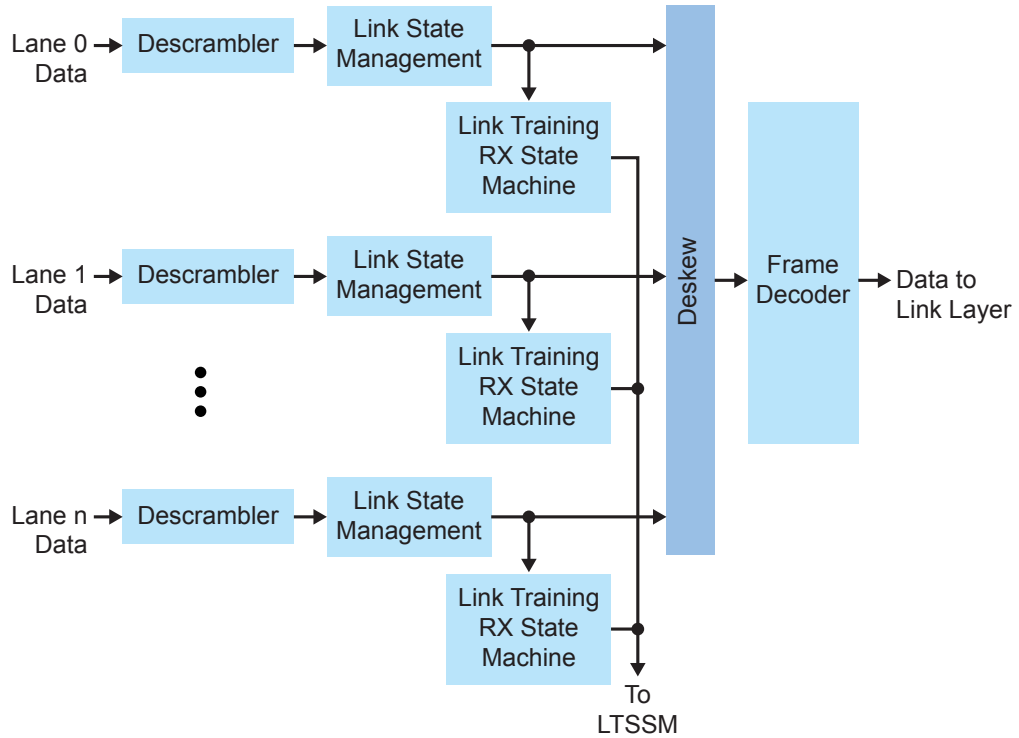 Lane 0
Data
Descrambler
Link State
Management
Link Training
RX State
Machine
Lane 1
Data
Descrambler
Link State
Management
Link Training
RX State
Machine
Lane n
Data
Descrambler
Link State
Management
Link Training
RX State
Machine
To
LTSSM
Deskew
Frame
Decoder
Data to
Link Layer